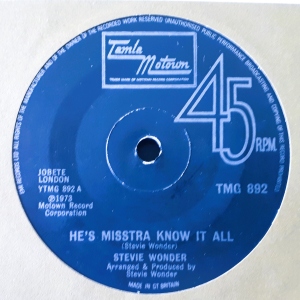 Tamla
Motown
TRADE MARK OF MOTOWN RECORD CORPORATION
45 R.P.M.
JOBETE
LONDON
YTMG 892 A
℗1973
Motown Record
Corporation
TMG 892
HE'S MISSTRA KNOW IT ALL
(Stevie Wonder)
STEVIE WONDER
Arranged & Produced by
Stevie Wonder
MADE IN GT BRITAIN